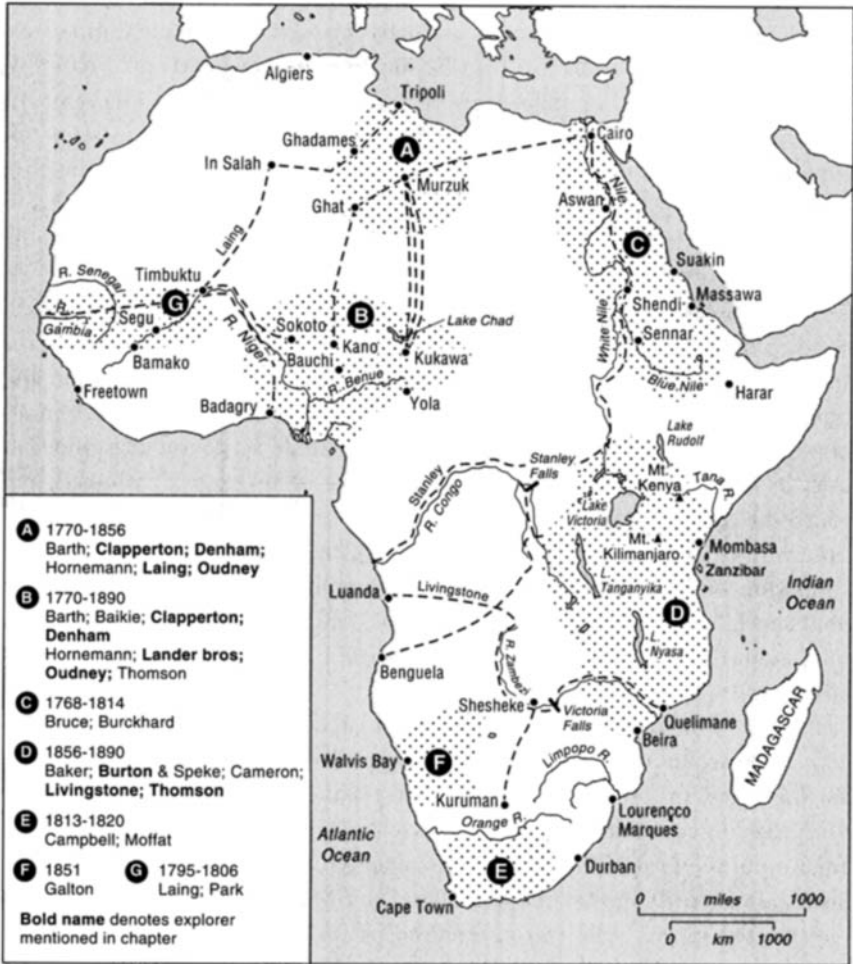 Algiers
Tripoli
Ghadames
Cairo
In Salah
A
Murzuk
Nile
Ghat
Aswan
C
Laing
Suakin
R. Senegal
Timbuktu
Massawa
G
Shendi
R.
Gambia
Segu
B
Sokoto
Lake Chad
White Nile
Sennar
R. Niger
Kano
Bamako
Bauchi
Kukawa
Blue Nile
R. Benue
Harar
Freetown
Yola
Badagry
Lake
Rudolf
Stanley
Falls
Mt.
Kenya
Tana R.
Stanley
R. Congo
Lake
Victoria
Mt.
Kilimanjaro
Mombasa
Zanzibar
L.
Tanganyika
Indian
Ocean
Luanda
Livingstone
D
L.
Nyasa
Benguela
R. Zambezi
Shesheke
Victoria
Falls
Quelimane
Beira
MADAGASCAR
Walvis Bay
F
Limpopo R.
Kuruman
Orange R.
Lourençco
Marques
Atlantic
Ocean
E
Durban
Cape Town
0 miles 1000
0 km 1000
A 1770-1856
Barth; Clapperton; Denham;
Hornemann; Laing; Oudney
B 1770-1890
Barth; Baikie; Clapperton;
Denham
Hornemann; Lander bros;
Oudney; Thomson
C 1768-1814
Bruce; Burckhard
D 1856-1890
Baker; Burton & Speke; Cameron;
Livingstone; Thomson
E 1813-1820
Campbell; Moffat
F 1851 G 1795-1806
Galton Laing; Park
Bold name denotes explorer
mentioned in chapter